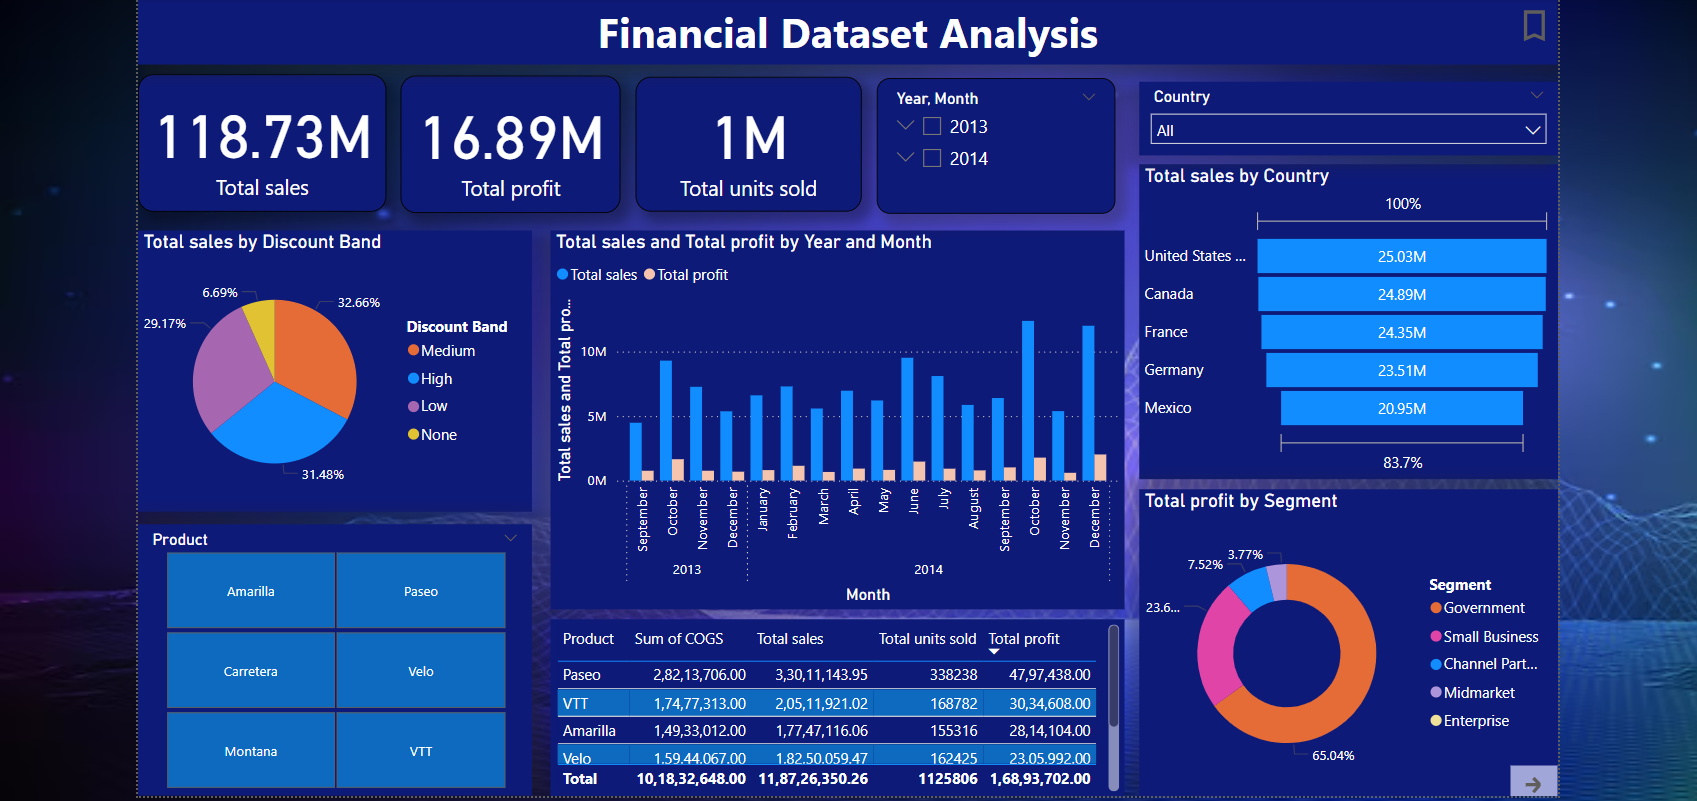 Financial Dataset Analysis
118.73M
Total sales
16.89M
Total profit
1M
Total units sold
Year, Month
2013
2014
Country
All
Total sales by Discount Band
6.69%
32.66%
29.17%
31.48%
Discount Band
Medium
High
Low
None
Total sales and Total profit by Year and Month
Total sales Total profit
Total sales and Total pro...
10M
5M
0M
September
October
November
December
January
February
March
April
May
June
July
August
September
October
November
December
2013
2014
Month
Total sales by Country
100%
United States ... 25.03M
Canada 24.89M
France 24.35M
Germany 23.51M
Mexico 20.95M
83.7%
Product
Amarilla Paseo
Carretera Velo
Montana VTT
Product Sum of COGS Total sales Total units sold Total profit
Paseo 2,82,13,706.00 3,30,11,143.95 338238 47,97,438.00
VTT 1,74,77,313.00 2,05,11,921.02 168782 30,34,608.00
Amarilla 1,49,33,012.00 1,77,47,116.06 155316 28,14,104.00
Velo 1,59,44,067.00 1,82,50,059.47 162425 23,05,992.00
Total 10,18,32,648.00 11,87,26,350.26 1125806 1,68,93,702.00
Total profit by Segment
3.77%
7.52%
23.6...
65.04%
Segment
Government
Small Business
Channel Part...
Midmarket
Enterprise